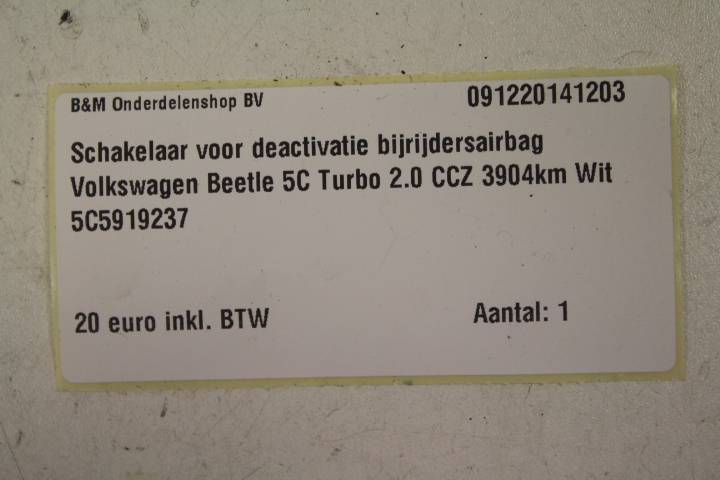 B&M Onderdelenshop BV 091220141203
Schakelaar voor deactivatie bijrijdersairbag
Volkswagen Beetle 5C Turbo 2.0 CCZ 3904km Wit
5C5919237
20 euro inkl. BTW Aantal: 1